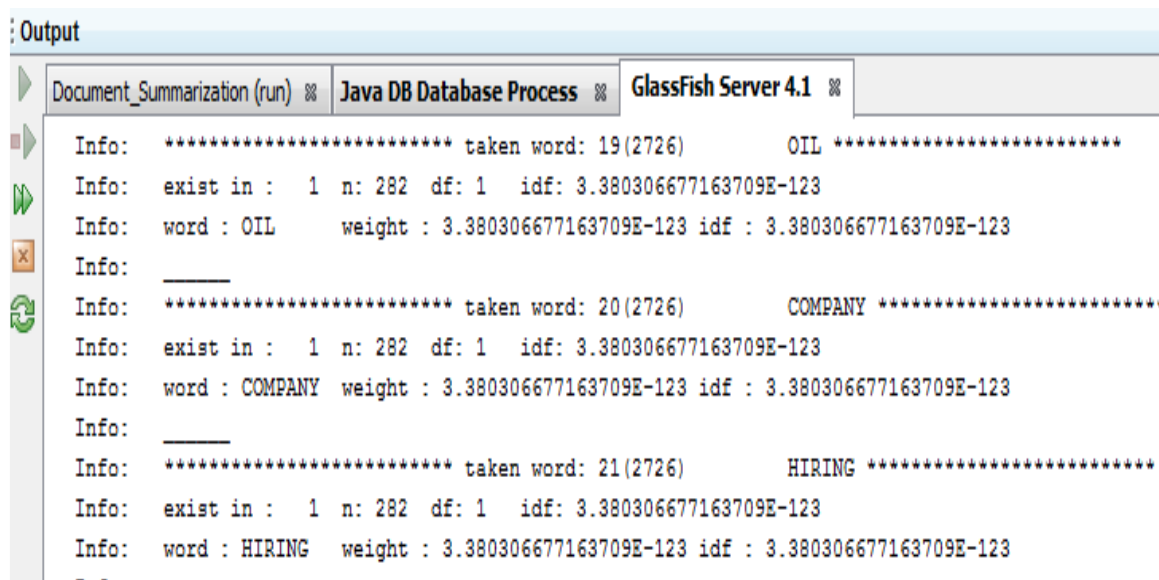 Output
Document_Summarization (run) Java DB Database Process GlassFish Server 4.1
Info: ************************** taken word: 19(2726) OIL **************************
Info: exist in : 1 n: 282 df: 1 idf: 3.380306677163709E-123
Info: word : OIL weight : 3.380306677163709E-123 idf : 3.380306677163709E-123
Info: ______
Info: ************************** taken word: 20(2726) COMPANY **************************
Info: exist in : 1 n: 282 df: 1 idf: 3.380306677163709E-123
Info: word : COMPANY weight : 3.380306677163709E-123 idf : 3.380306677163709E-123
Info: ______
Info: ************************** taken word: 21(2726) HIRING **************************
Info: exist in : 1 n: 282 df: 1 idf: 3.380306677163709E-123
Info: word : HIRING weight : 3.380306677163709E-123 idf : 3.380306677163709E-123